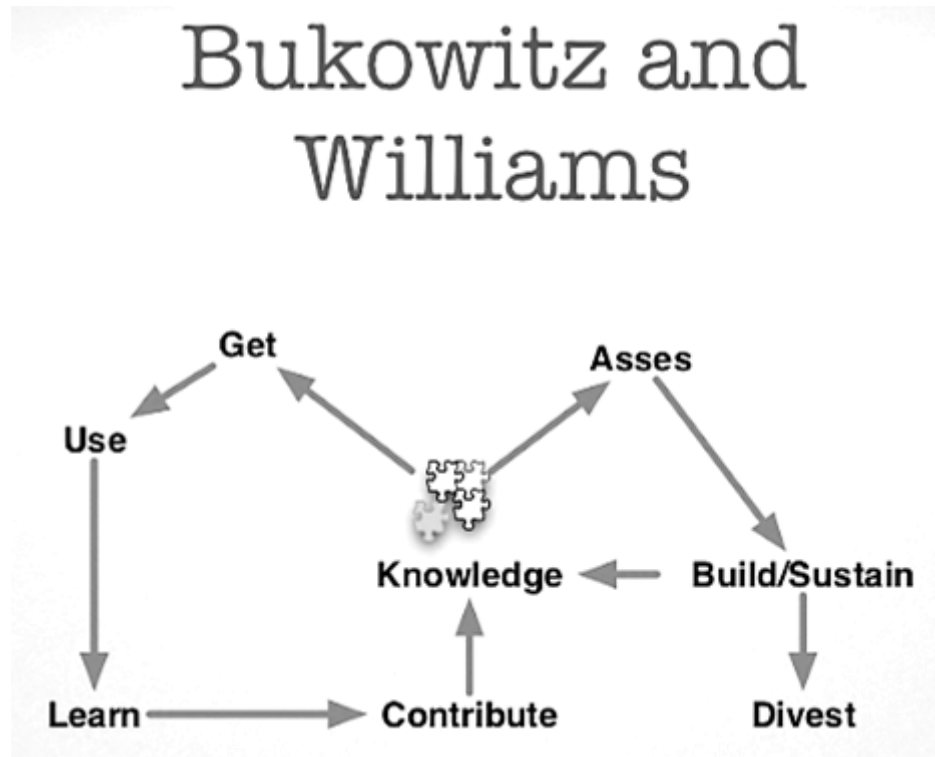 Bukowitz and
Williams
Get
Asses
Use
Knowledge
Build/Sustain
Learn
Contribute
Divest